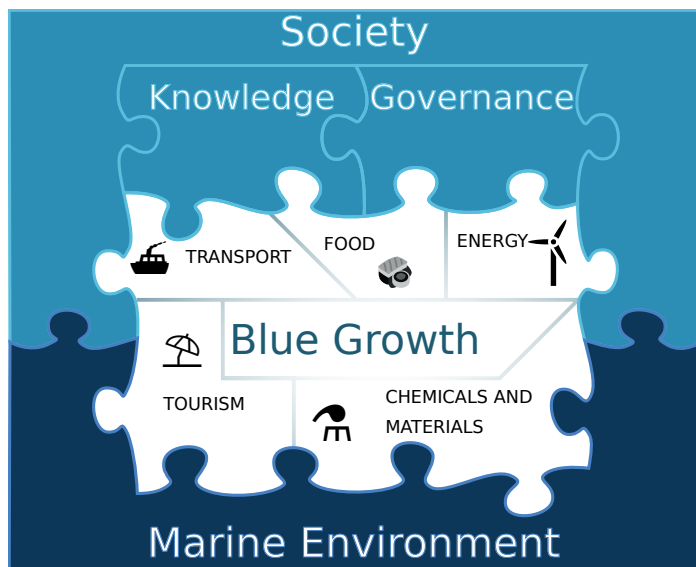 Society
Knowledge
Governance
TRANSPORT
FOOD
ENERGY
Blue Growth
TOURISM
CHEMICALS AND
MATERIALS
Marine Environment